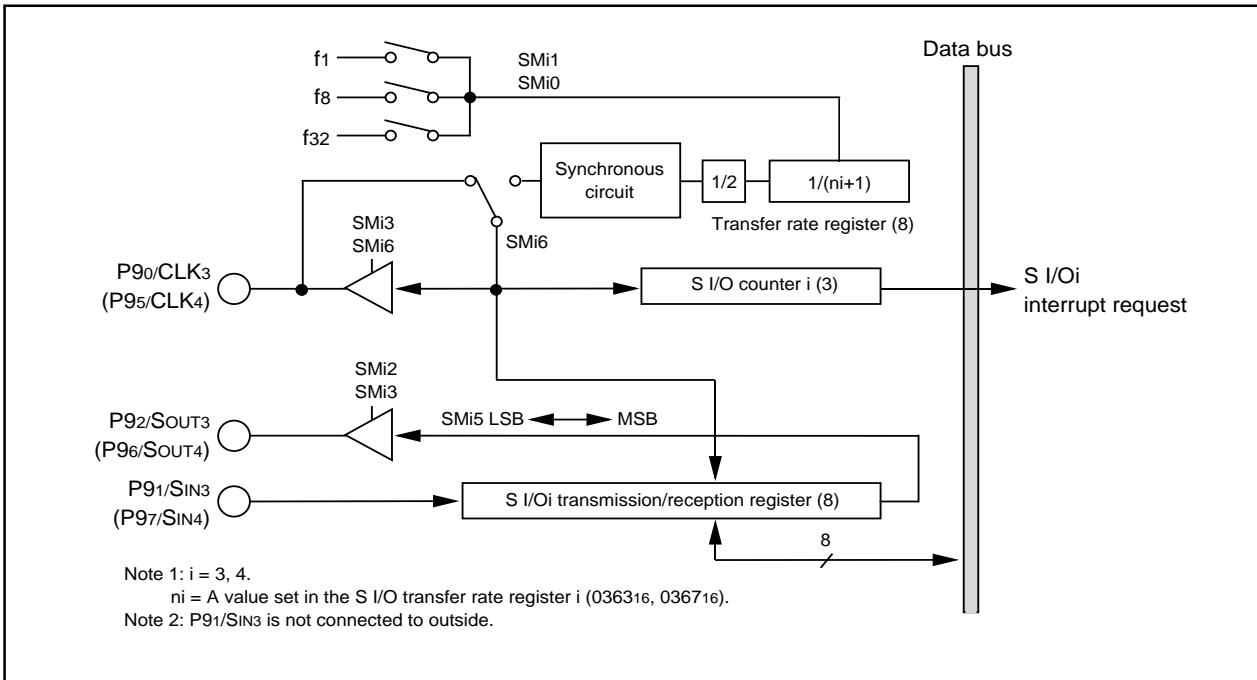 Data bus
f1
SMi1
SMi0
f8
f32
Synchronous
circuit
1/2
1/(ni+1)
Transfer rate register (8)
SMi3
SMi6
SMi6
P90/CLK3
(P95/CLK4)
S I/O counter i (3)
S I/Oi
interrupt request
SMi2
SMi3
P92/SOUT3
(P96/SOUT4)
SMi5 LSB MSB
P91/SIN3
(P97/SIN4)
S I/Oi transmission/reception register (8)
8
Note 1: i = 3, 4.
ni = A value set in the S I/O transfer rate register i (036316, 036716).
Note 2: P91/SIN3 is not connected to outside.